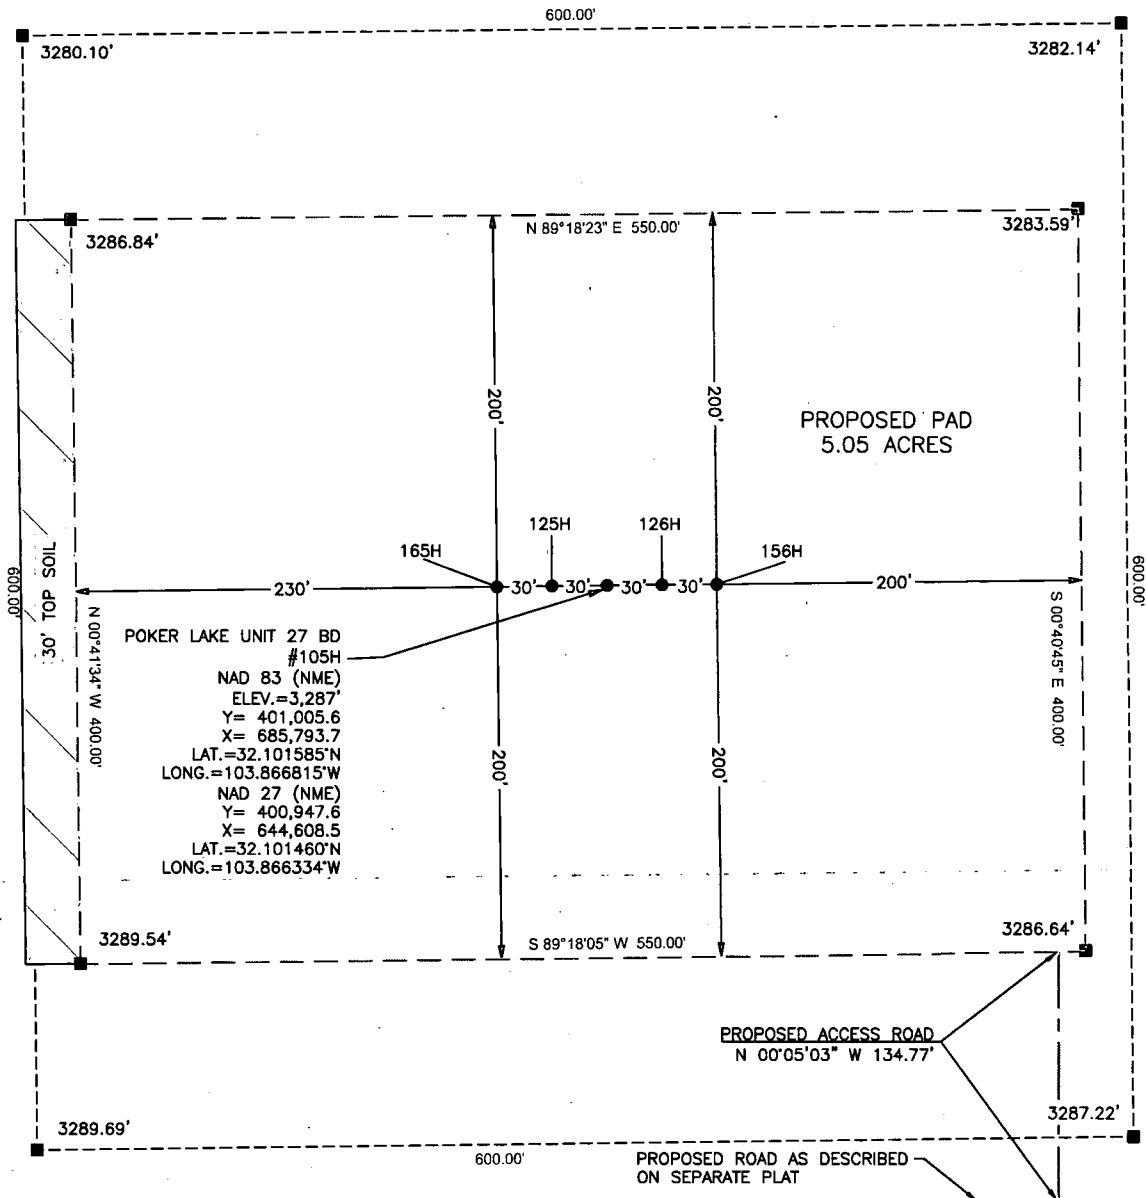 600.00'
3280.10'
3282.14'
3286.84'
N 89°18'23" E 550.00'
3283.59'
200'
200'
PROPOSED PAD
5.05 ACRES
125H
126H
165H
156H
600.00'
30' TOP SOIL
230'
30'
30'
30'
30'
200'
600.00'
N 00°41'34" W 400.00'
S 00°40'45" E 400.00'
POKER LAKE UNIT 27 BD
#105H
NAD 83 (NME)
ELEV.=3,287'
Y= 401,005.6
X= 685,793.7
LAT.=32.101585°N
LONG.=103.866815°W
NAD 27 (NME)
Y= 400,947.6
X= 644,608.5
LAT.=32.101460°N
LONG.=103.866334°W
200'
200'
3289.54'
S 89°18'05" W 550.00'
3286.64'
PROPOSED ACCESS ROAD
N 00°05'03" W 134.77'
3289.69'
3287.22'
600.00'
PROPOSED ROAD AS DESCRIBED
ON SEPARATE PLAT